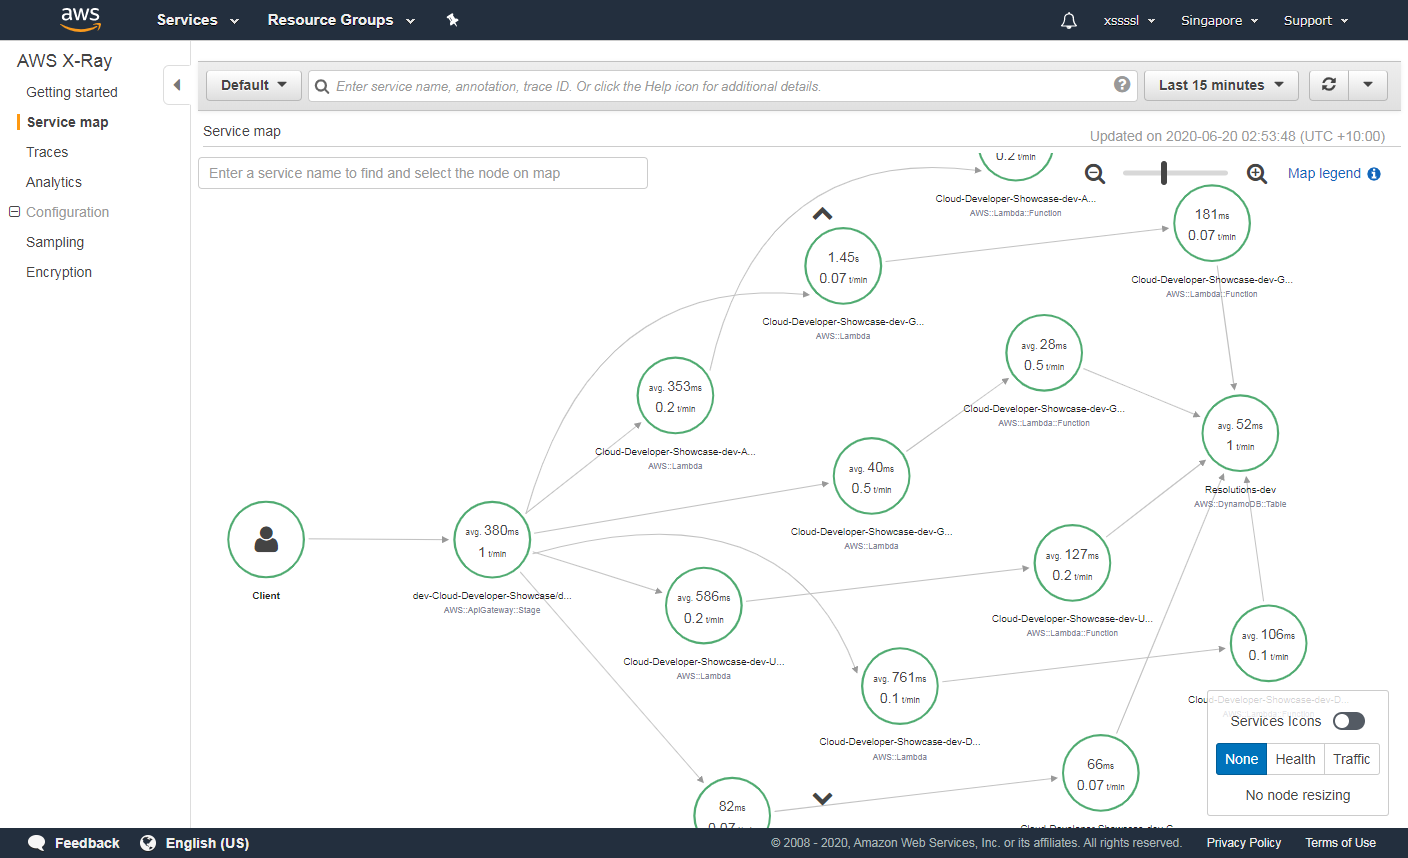 aws
Services
Resource Groups
xssssl
Singapore
Support
AWS X-Ray
Getting started
Service map
Traces
Analytics
Configuration
Sampling
Encryption
Default
Enter service name, annotation, trace ID. Or click the Help icon for additional details.
Last 15 minutes
Service map
Updated on 2020-06-20 02:53:48 (UTC +10:00)
Enter a service name to find and select the node on map
Map legend
0.2 t/min
Cloud-Developer-Showcase-dev-A...
AWS::Lambda::Function
181ms
0.07 t/min
Cloud-Developer-Showcase-dev-G...
AWS::Lambda::Function
1.45s
0.07 t/min
Cloud-Developer-Showcase-dev-G...
AWS::Lambda
avg. 28ms
0.5 t/min
Cloud-Developer-Showcase-dev-G...
AWS::Lambda::Function
avg. 353ms
0.2 t/min
Cloud-Developer-Showcase-dev-A...
AWS::Lambda
avg. 52ms
1 t/min
Resolutions-dev
AWS::DynamoDB::Table
avg. 40ms
0.5 t/min
Cloud-Developer-Showcase-dev-G...
AWS::Lambda
Client
avg. 380ms
1 t/min
dev-Cloud-Developer-Showcase/d...
AWS::ApiGateway::Stage
avg. 127ms
0.2 t/min
Cloud-Developer-Showcase-dev-U...
AWS::Lambda::Function
avg. 586ms
0.2 t/min
Cloud-Developer-Showcase-dev-U...
AWS::Lambda
avg. 106ms
0.1 t/min
Cloud-Developer-Showcase-dev-D...
AWS::Lambda::Function
avg. 761ms
0.1 t/min
Cloud-Developer-Showcase-dev-D...
AWS::Lambda
66ms
0.07 t/min
Cloud-Developer-Showcase-dev-G...
82ms
0.07 t/min
Services Icons
None
Health
Traffic
No node resizing
Feedback
English (US)
© 2008 - 2020, Amazon Web Services, Inc. or its affiliates. All rights reserved.
Privacy Policy
Terms of Use